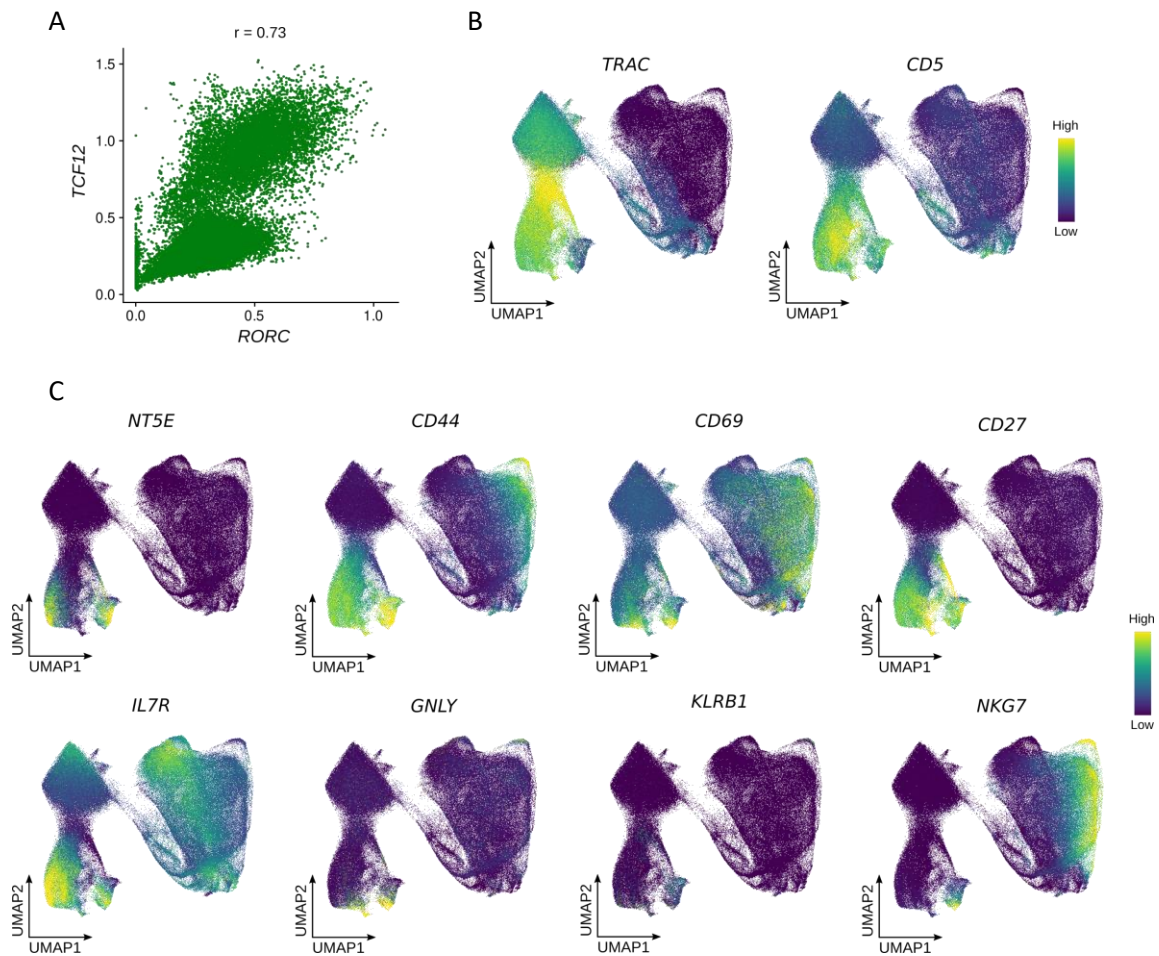 A
r = 0.73
1.5
1.0
0.5
0.0
TCF12
0.0 0.5 1.0
RORC
B
TRAC CD5
High
Low
UMAP2 UMAP2
UMAP1 UMAP1
C
NT5E CD44 CD69 CD27
UMAP2 UMAP2 UMAP2 UMAP2
UMAP1 UMAP1 UMAP1 UMAP1
High
Low
IL7R GNLY KLRB1 NKG7
UMAP2 UMAP2 UMAP2 UMAP2
UMAP1 UMAP1 UMAP1 UMAP1